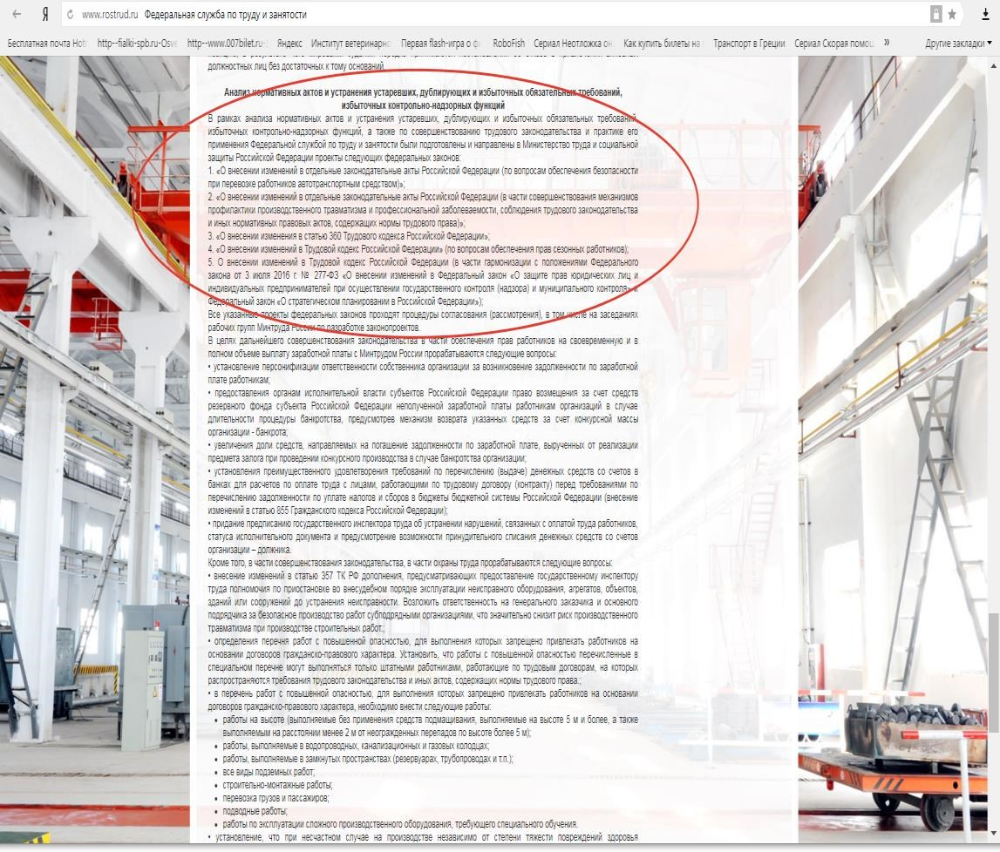 www.rostrud.ru Федеральная служба по труду и занятости
Бесплатная почта Hotr http--fialki-spb.ru-Osve http--www.007bilet.ru- Яндекс Институт ветеринарно Первая flash-игра о ф RoboFish Сериал Неотложка он Как купить билеты на Транспорт в Греции Сериал Скорая помощ » Другие закладки
должностных лиц без достаточных к тому оснований.
Анализ нормативных актов и устранения устаревших, дублирующих и избыточных обязательных требований,
избыточных контрольно-надзорных функций
В рамках анализа нормативных актов и устранения устаревших, дублирующих и избыточных обязательных требований,
избыточных контрольно-надзорных функций, а также по совершенствованию трудового законодательства и практике его
применения Федеральной службой по труду и занятости были подготовлены и направлены в Министерство труда и социальной
защиты Российской Федерации проекты следующих федеральных законов:
1. «О внесении изменений в отдельные законодательные акты Российской Федерации (по вопросам обеспечения безопасности
при перевозке работников автотранспортным средством)»;
2. «О внесении изменений в отдельные законодательные акты Российской Федерации (в части совершенствования механизмов
профилактики производственного травматизма и профессиональной заболеваемости, соблюдения трудового законодательства
и иных нормативных правовых актов, содержащих нормы трудового права)»;
3. «О внесении изменения в статью 360 Трудового кодекса Российской Федерации»;
4. «О внесении изменений в Трудовой кодекс Российской Федерации» (по вопросам обеспечения прав сезонных работников);
5. О внесении изменений в Трудовой кодекс Российской Федерации (в части гармонизации с положениями Федерального
закона от 3 июля 2016 г. № 277-ФЗ «О внесении изменений в Федеральный закон «О защите прав юридических лиц и
индивидуальных предпринимателей при осуществлении государственного контроля (надзора) и муниципального контроля» и
Федеральный закон «О стратегическом планировании в Российской Федерации»);
Все указанные проекты федеральных законов проходят процедуры согласования (рассмотрения), в том числе на заседаниях
рабочих групп Минтруда России по разработке законопроектов.
В целях дальнейшего совершенствования законодательства в части обеспечения прав работников на своевременную и в
полном объеме выплату заработной платы с Минтрудом России прорабатываются следующие вопросы:
• установление персонификации ответственности собственника организации за возникновение задолженности по заработной
плате работникам;
• предоставления органам исполнительной власти субъектов Российской Федерации право возмещения за счет средств
резервного фонда субъекта Российской Федерации неполученной заработной платы работникам организаций в случае
длительности процедуры банкротства, предусмотрев механизм возврата указанных средств за счет конкурсной массы
организации - банкрота;
• увеличения доли средств, направляемых на погашение задолженности по заработной плате, вырученных от реализации
предмета залога при проведении конкурсного производства в случае банкротства организации;
• установления преимущественного удовлетворения требований по перечислению (выдаче) денежных средств со счетов в
банках для расчетов по оплате труда с лицами, работающими по трудовому договору (контракту) перед требованиями по
перечислению задолженности по уплате налогов и сборов в бюджеты бюджетной системы Российской Федерации (внесение
изменений в статью 855 Гражданского кодекса Российской Федерации);
• придание предписанию государственного инспектора труда об устранении нарушений, связанных с оплатой труда работников,
статуса исполнительного документа и предусмотрение возможности принудительного списания денежных средств со счетов
организации – должника.
Кроме того, в части совершенствования законодательства, в части охраны труда прорабатываются следующие вопросы:
• внесение изменений в статью 357 ТК РФ дополнения, предусматривающих предоставление государственному инспектору
труда полномочия по приостановке во внесудебном порядке эксплуатации неисправного оборудования, агрегатов, объектов,
зданий или сооружений до устранения неисправности. Возложить ответственность на генерального заказчика и основного
подрядчика за безопасное производство работ субподрядными организациями, что значительно снизит риск производственного
травматизма при производстве строительных работ.;
• определения перечня работ с повышенной опасностью, для выполнения которых запрещено привлекать работников на
основании договоров гражданско-правового характера. Установить, что работы с повышенной опасностью перечисленные в
специальном перечне могут выполняться только штатными работниками, работающие по трудовым договорам, на которых
распространяются требования трудового законодательства и иных актов, содержащих нормы трудового права.;
• в перечень работ с повышенной опасностью, для выполнения которых запрещено привлекать работников на основании
договоров гражданско-правового характера, необходимо внести следующие работы:
• работы на высоте (выполняемые без применения средств подмащивания, выполняемые на высоте 5 м и более, а также
выполняемым на расстоянии менее 2 м от неогражденных перепадов по высоте более 5 м);
• работы, выполняемые в водопроводных, канализационных и газовых колодцах;
• работы, выполняемые в замкнутых пространствах (резервуарах, трубопроводах и т.п.);
• все виды подземных работ;
• строительно-монтажные работы;
• перевозка грузов и пассажиров;
• подводные работы;
• работы по эксплуатации сложного производственного оборудования, требующего специального обучения.
• установление, что при несчастном случае на производстве независимо от степени тяжести повреждений здоровья